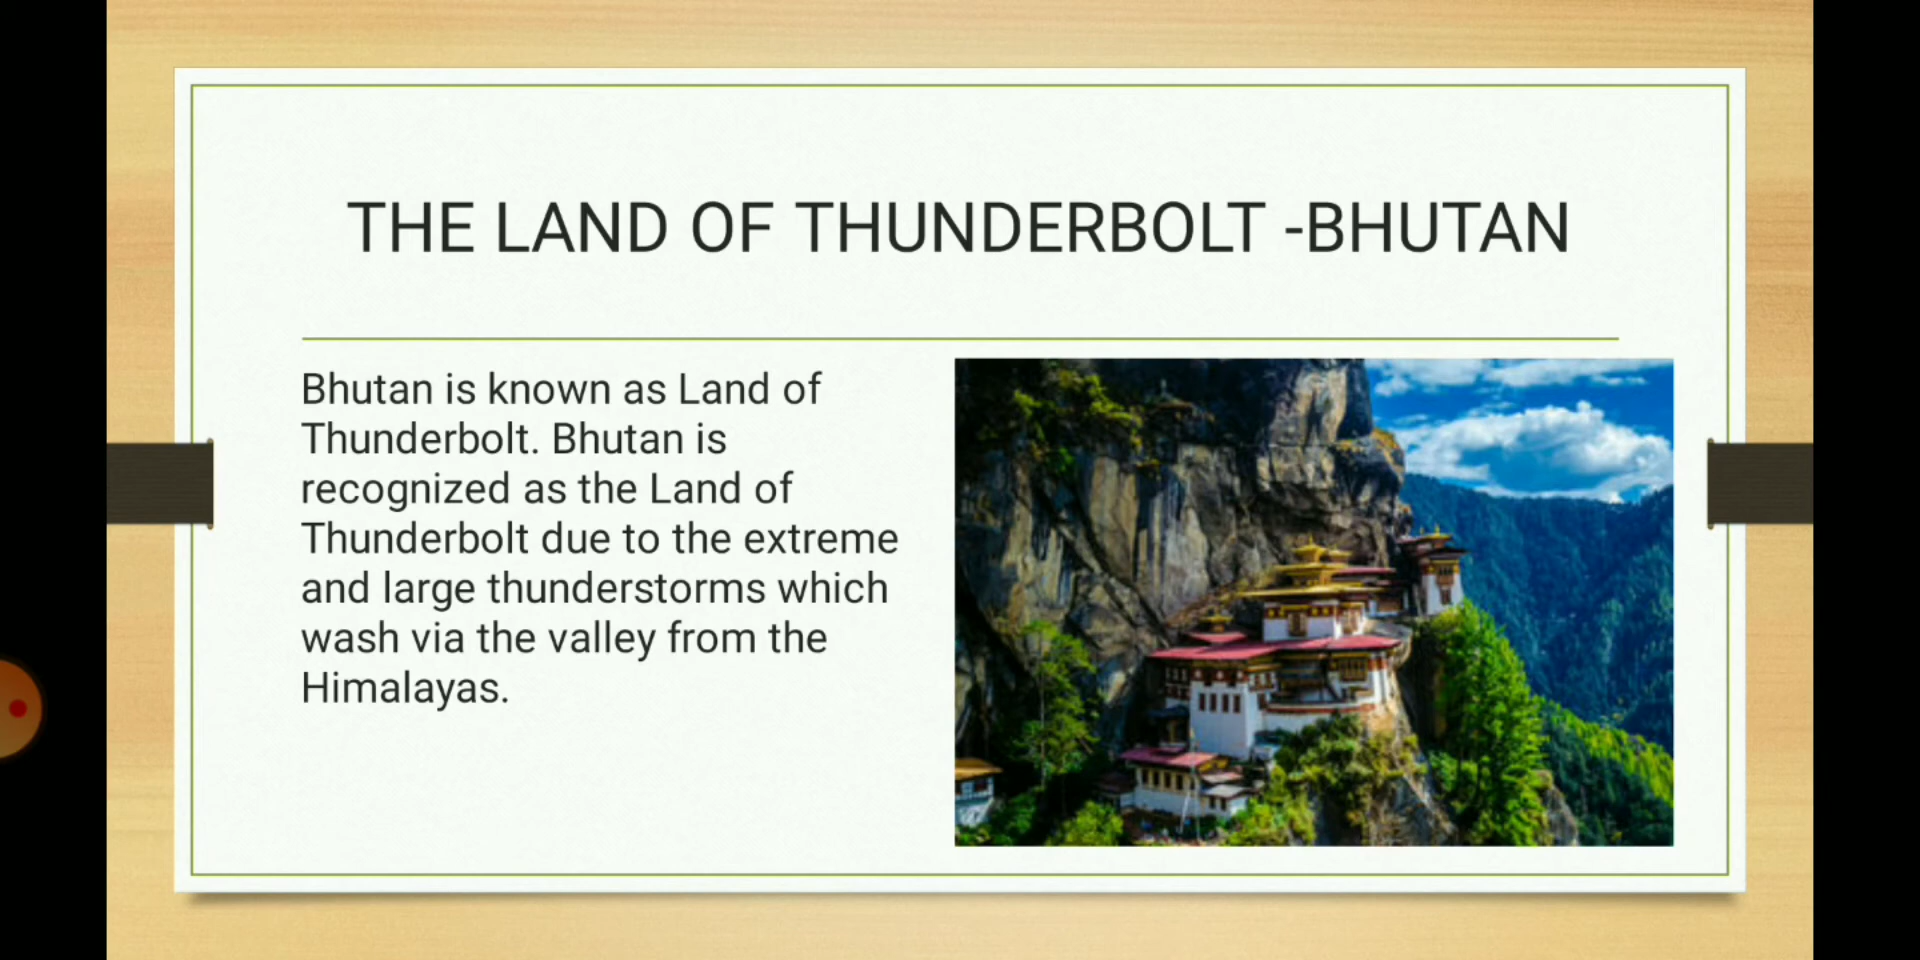 THE LAND OF THUNDERBOLT -BHUTAN
Bhutan is known as Land of
Thunderbolt. Bhutan is
recognized as the Land of
Thunderbolt due to the extreme
and large thunderstorms which
wash via the valley from the
Himalayas.